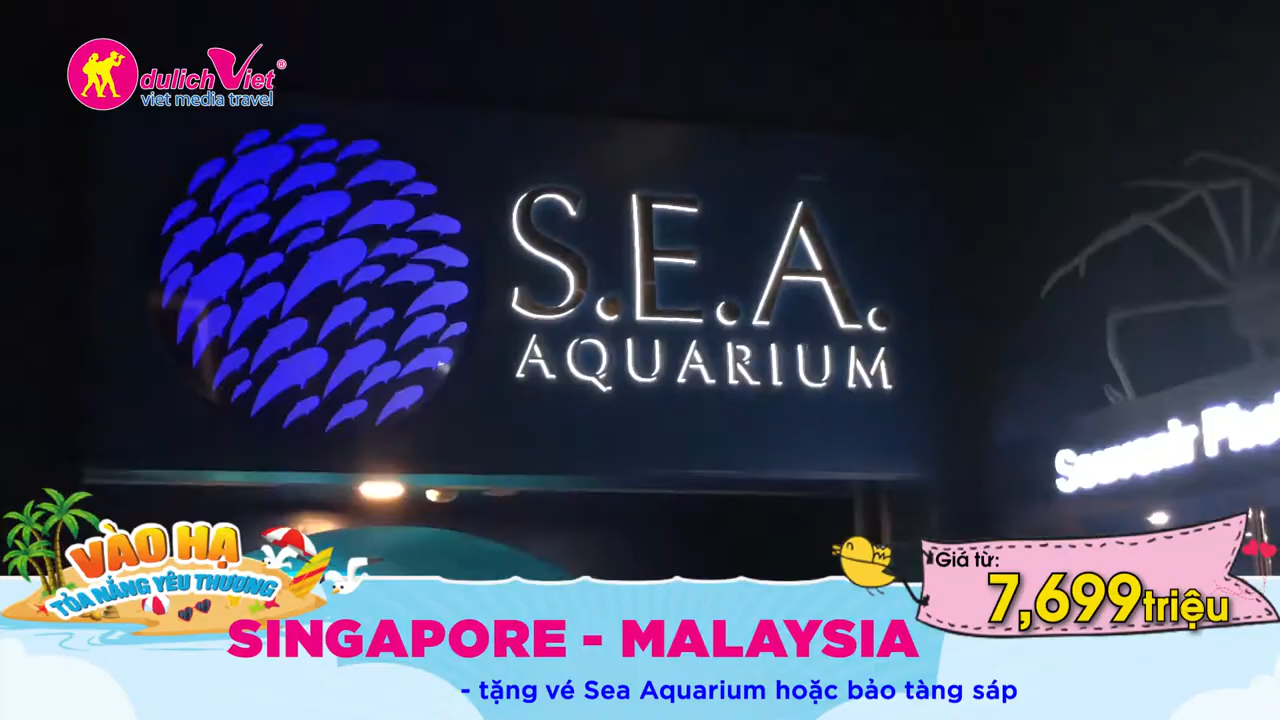 dulichViet®
viet media travel
S.E.A.
AQUARIUM
Souvenir
VÀO HẠ
TỎA NẮNG YÊU THƯƠNG
Giá từ:
7,699triệu
SINGAPORE - MALAYSIA
- tặng vé Sea Aquarium hoặc bảo tàng sáp